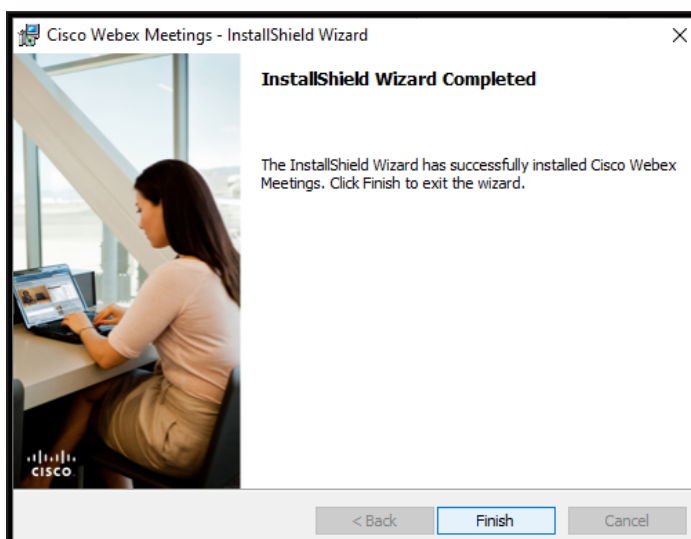 Cisco Webex Meetings - InstallShield Wizard
InstallShield Wizard Completed
The InstallShield Wizard has successfully installed Cisco Webex
Meetings. Click Finish to exit the wizard.
CISCO
< Back
Finish
Cancel